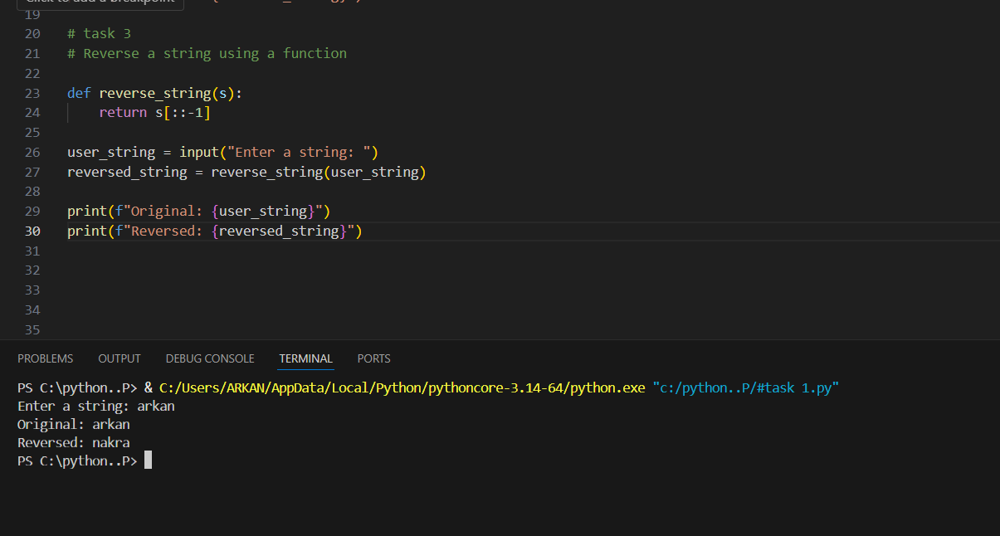 Click to add a breakpoint
19
20 # task 3
21 # Reverse a string using a function
22
23 def reverse_string(s):
24     return s[::-1]
25
26 user_string = input("Enter a string: ")
27 reversed_string = reverse_string(user_string)
28
29 print(f"Original: {user_string}")
30 print(f"Reversed: {reversed_string}")
31
32
33
34
35
PROBLEMS OUTPUT DEBUG CONSOLE TERMINAL PORTS
PS C:\python..P> & C:/Users/ARKAN/AppData/Local/Python/pythoncore-3.14-64/python.exe "c:/python..P/#task 1.py"
Enter a string: arkan
Original: arkan
Reversed: nakra
PS C:\python..P>